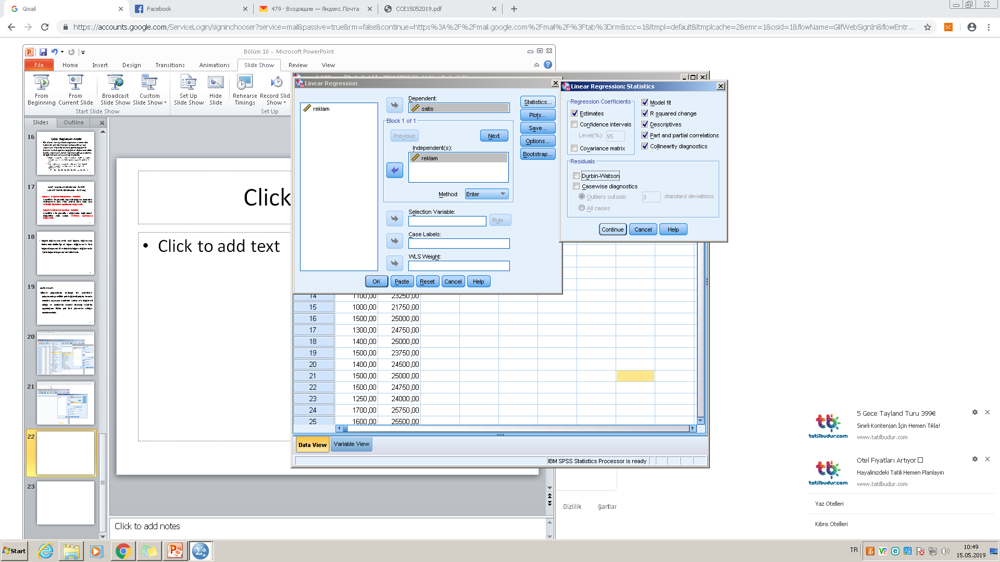 Gmail
Facebook
479 · Входящие — Яндекс.Почта
CCE15052019.pdf
https://accounts.google.com/ServiceLogin/signinchooser?service=mail&passive=true&rm=false&continue=https%3A%2F%2Fmail.google.com%2Fmail%2F%3Ftab%3Drm&scc=1&ltmpl=default&ltmplcache=2&emr=1&osid=1&flowName=GlifWebSignIn&flowEntr...
SC
Bölüm 10 - Microsoft PowerPoint
File Home Insert Design Transitions Animations Slide Show Review View
From Beginning
From Current Slide
Broadcast Slide Show
Custom Slide Show
Set Up Slide Show
Hide Slide
Rehearse Timings
Record Slid Show
Start Slide Show
Set Up
Slides Outline
16
Çoklu Regresyon Analizi
17
18
19
20
21
22
23
Click
• Click to add text
Click to add notes
Linear Regression
reklam
Dependent:
satis
Block 1 of 1
Previous
Next
Independent(s):
reklam
Method: Enter
Selection Variable:
Rule...
Case Labels:
WLS Weight:
Statistics...
Plots...
Save...
Options...
Bootstrap...
OK Paste Reset Cancel Help
Linear Regression: Statistics
Regression Coefficients
Estimates
Confidence intervals
Level(%): 95
Covariance matrix
Model fit
R squared change
Descriptives
Part and partial correlations
Collinearity diagnostics
Residuals
Durbin-Watson
Casewise diagnostics
Outliers outside: 3 standard deviations
All cases
Continue Cancel Help
14 1100,00 23250,00
15 1000,00 21750,00
16 1500,00 25000,00
17 1300,00 24750,00
18 1400,00 25000,00
19 1500,00 23750,00
20 1400,00 24500,00
21 1500,00 25000,00
22 1500,00 24750,00
23 1250,00 24000,00
24 1700,00 25750,00
25 1600,00 25500,00
Data View Variable View
IBM SPSS Statistics Processor is ready
Gizlilik Şartlar
5 Gece Tayland Turu 399€
Sınırlı Kontenjan İçin Hemen Tıkla!
www.tatilbudur.com
tatilbudur.com
Otel Fiyatları Artıyor
Hayalinizdeki Tatili Hemen Planlayın
www.tatilbudur.com
tatilbudur.com
Yaz Otelleri
Kıbrıs Otelleri
Start
TR
10:49
15.05.2019